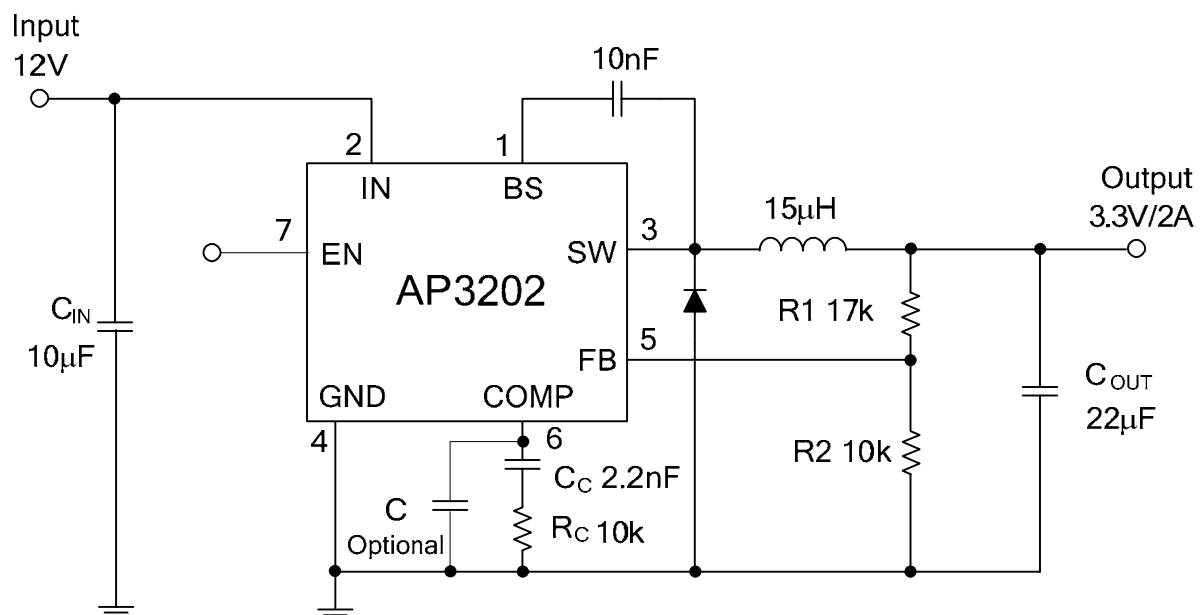 Input
12V
10nF
2
1
IN
BS
Output
3.3V/2A
15μH
7
EN
3
SW
AP3202
R1 17k
CIN
10μF
5
FB
GND
COMP
COUT
22μF
4
6
R2 10k
CC 2.2nF
C
Optional
RC 10k